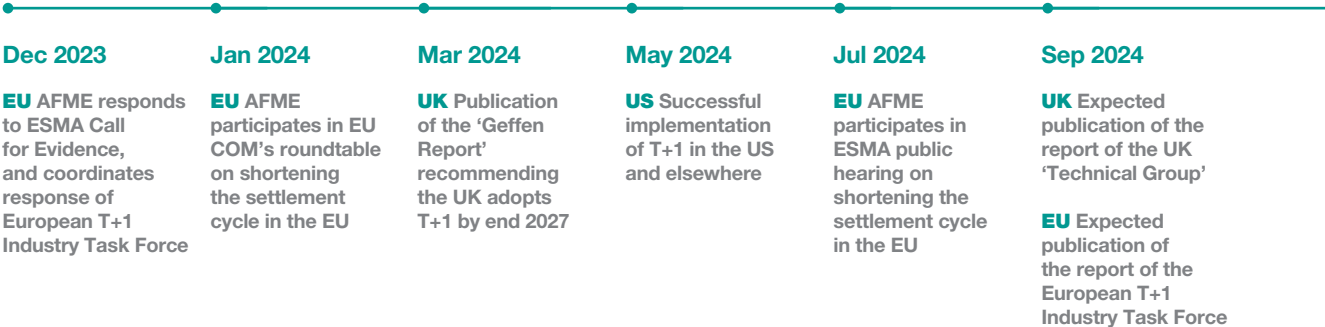 Dec 2023
EU AFME responds
to ESMA Call
for Evidence,
and coordinates
response of
European T+1
Industry Task Force
Jan 2024
EU AFME
participates in EU
COM’s roundtable
on shortening
the settlement
cycle in the EU
Mar 2024
UK Publication
of the ‘Geffen
Report’
recommending
the UK adopts
T+1 by end 2027
May 2024
US Successful
implementation
of T+1 in the US
and elsewhere
Jul 2024
EU AFME
participates in
ESMA public
hearing on
shortening the
settlement cycle
in the EU
Sep 2024
UK Expected
publication of the
report of the UK
‘Technical Group’
EU Expected
publication of
the report of the
European T+1
Industry Task Force